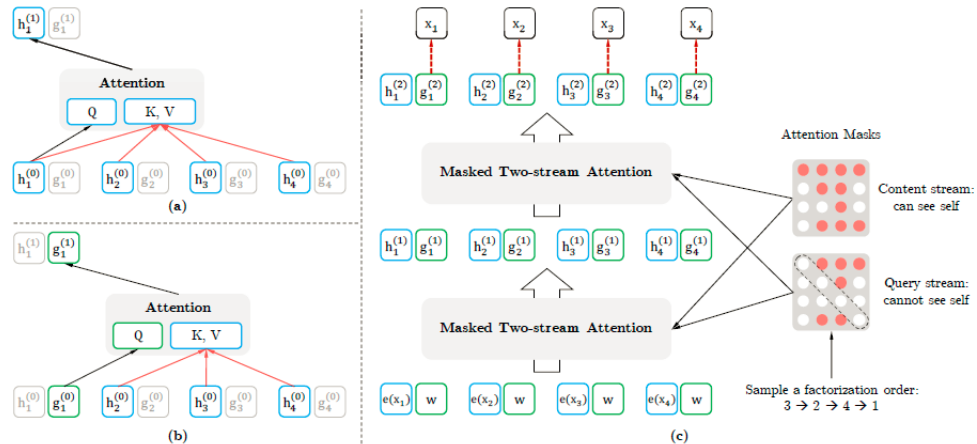 h₁⁽¹⁾ g₁⁽¹⁾
Attention
Q K, V
h₁⁽⁰⁾ g₁⁽⁰⁾ h₂⁽⁰⁾ g₂⁽⁰⁾ h₃⁽⁰⁾ g₃⁽⁰⁾ h₄⁽⁰⁾ g₄⁽⁰⁾
(a)
h₁⁽¹⁾ g₁⁽¹⁾
Attention
Q K, V
h₁⁽⁰⁾ g₁⁽⁰⁾ h₂⁽⁰⁾ g₂⁽⁰⁾ h₃⁽⁰⁾ g₃⁽⁰⁾ h₄⁽⁰⁾ g₄⁽⁰⁾
(b)
x₁ x₂ x₃ x₄
h₁⁽²⁾ g₁⁽²⁾ h₂⁽²⁾ g₂⁽²⁾ h₃⁽²⁾ g₃⁽²⁾ h₄⁽²⁾ g₄⁽²⁾
Masked Two-stream Attention
h₁⁽¹⁾ g₁⁽¹⁾ h₂⁽¹⁾ g₂⁽¹⁾ h₃⁽¹⁾ g₃⁽¹⁾ h₄⁽¹⁾ g₄⁽¹⁾
Masked Two-stream Attention
e(x₁) w e(x₂) w e(x₃) w e(x₄) w
(c)
Attention Masks
Content stream:
can see self
Query stream:
cannot see self
Sample a factorization order:
3 → 2 → 4 → 1